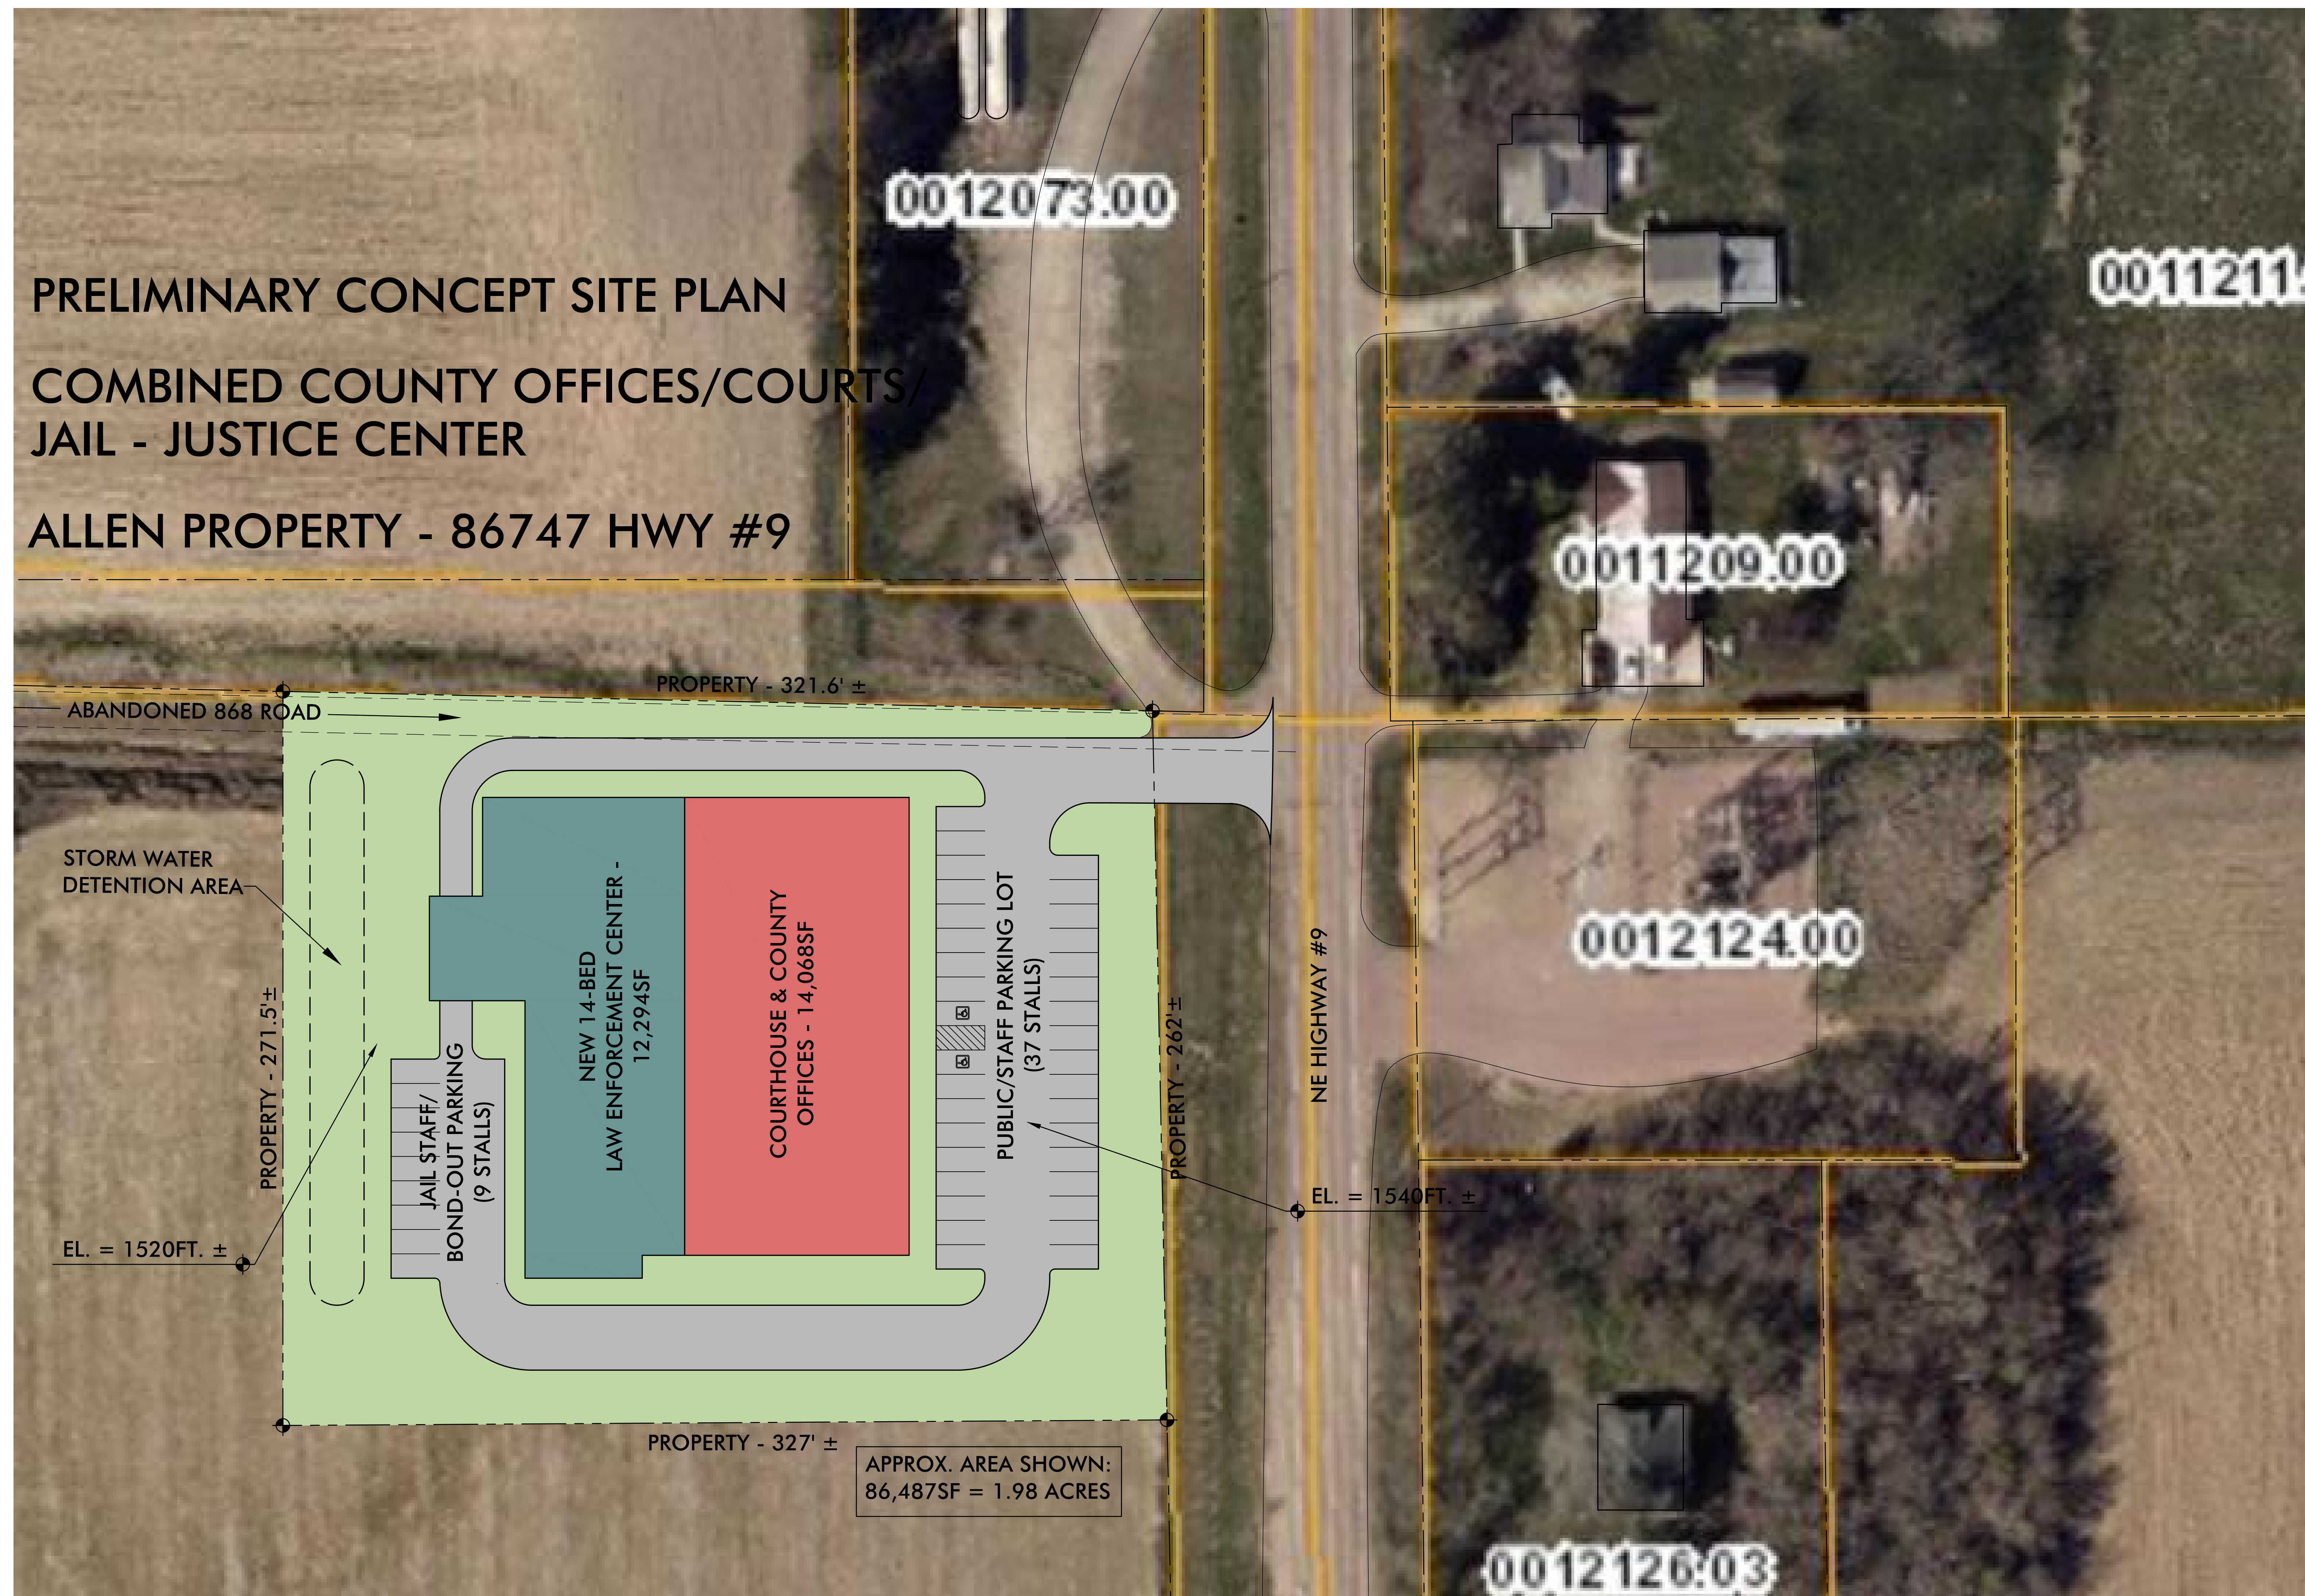 PRELIMINARY CONCEPT SITE PLAN
COMBINED COUNTY OFFICES/COURTS/
JAIL - JUSTICE CENTER
ALLEN PROPERTY - 86747 HWY #9
0012073.00
0011211.
0011209.00
0012124.00
0012126.03
PROPERTY - 321.6' ±
ABANDONED 868 ROAD
STORM WATER
DETENTION AREA
PROPERTY - 271.5'±
EL. = 1520FT. ±
JAIL STAFF/
BOND-OUT PARKING
(9 STALLS)
NEW 14-BED
LAW ENFORCEMENT CENTER -
12,294SF
COURTHOUSE & COUNTY
OFFICES - 14,068SF
PUBLIC/STAFF PARKING LOT
(37 STALLS)
PROPERTY - 262'±
NE HIGHWAY #9
EL. = 1540FT. ±
PROPERTY - 327' ±
APPROX. AREA SHOWN:
86,487SF = 1.98 ACRES